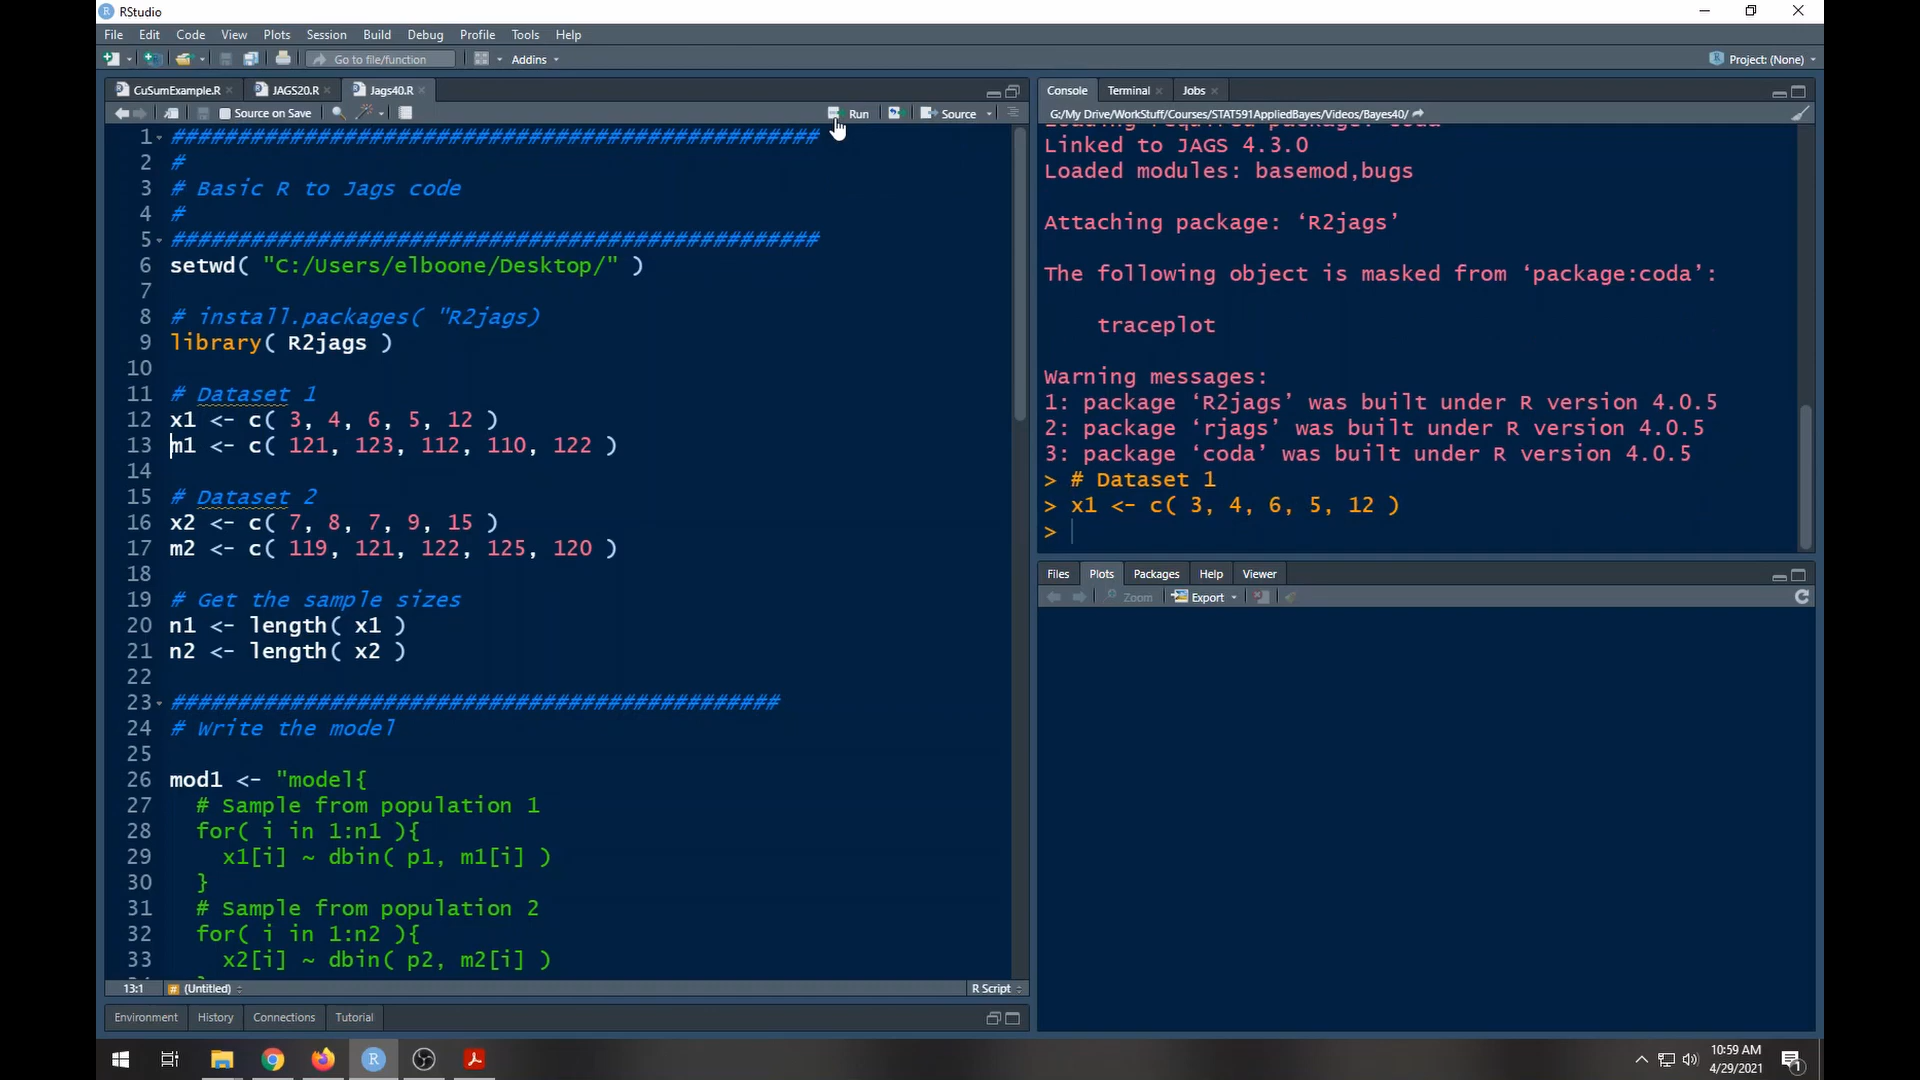 RStudio
File Edit Code View Plots Session Build Debug Profile Tools Help
Go to file/function Addins Project: (None)
CuSumExample.R JAGS20.R Jags40.R
Source on Save Run Source
1 #################################################
2 #
3 # Basic R to Jags code
4 #
5 #################################################
6 setwd( "C:/Users/elboone/Desktop/" )
7
8 # install.packages( "R2jags)
9 library( R2jags )
10
11 # Dataset 1
12 x1 <- c( 3, 4, 6, 5, 12 )
13 m1 <- c( 121, 123, 112, 110, 122 )
14
15 # Dataset 2
16 x2 <- c( 7, 8, 7, 9, 15 )
17 m2 <- c( 119, 121, 122, 125, 120 )
18
19 # Get the sample sizes
20 n1 <- length( x1 )
21 n2 <- length( x2 )
22
23 ##############################################
24 # Write the model
25
26 mod1 <- "model{
27 # Sample from population 1
28 for( i in 1:n1 ){
29 x1[i] ~ dbin( p1, m1[i] )
30 }
31 # Sample from population 2
32 for( i in 1:n2 ){
33 x2[i] ~ dbin( p2, m2[i] )
13:1 # (Untitled) R Script
Environment History Connections Tutorial
Console Terminal Jobs
G:/My Drive/WorkStuff/Courses/STAT591AppliedBayes/Videos/Bayes40/
Loading required package: coda
Linked to JAGS 4.3.0
Loaded modules: basemod,bugs
Attaching package: ‘R2jags’
The following object is masked from ‘package:coda’:
traceplot
Warning messages:
1: package ‘R2jags’ was built under R version 4.0.5
2: package ‘rjags’ was built under R version 4.0.5
3: package ‘coda’ was built under R version 4.0.5
> # Dataset 1
> x1 <- c( 3, 4, 6, 5, 12 )
>
Files Plots Packages Help Viewer
Zoom Export
10:59 AM
4/29/2021
1